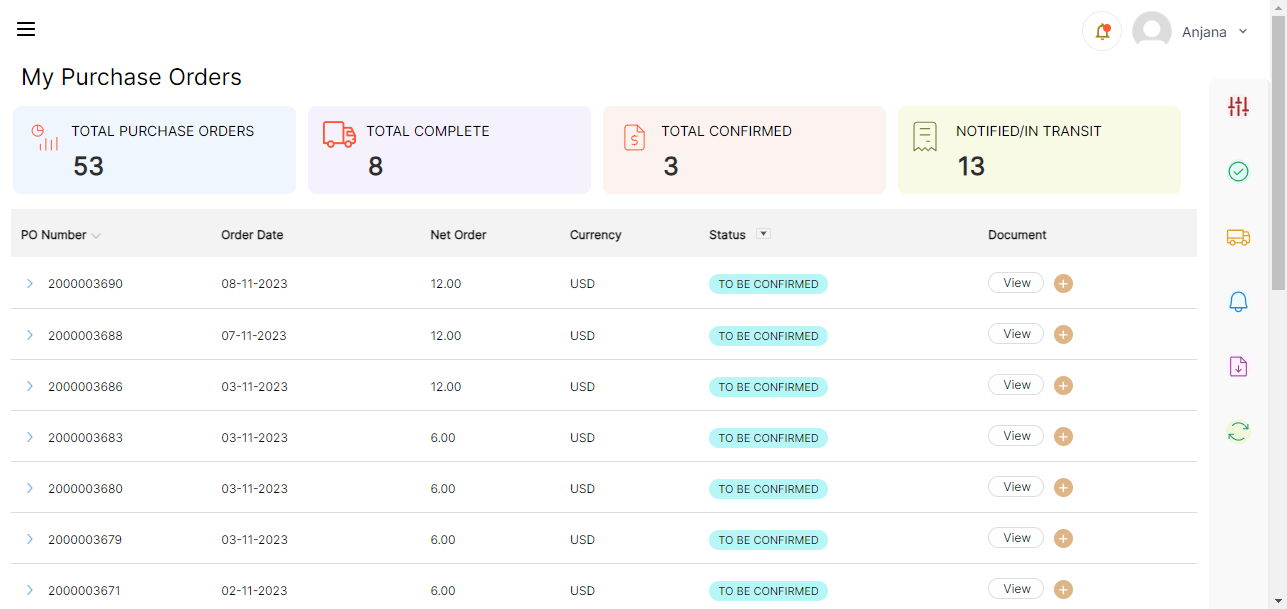 Anjana
My Purchase Orders
TOTAL PURCHASE ORDERS
53
TOTAL COMPLETE
8
TOTAL CONFIRMED
3
NOTIFIED/IN TRANSIT
13
PO Number Order Date Net Order Currency Status Document
2000003690 08-11-2023 12.00 USD TO BE CONFIRMED View
2000003688 07-11-2023 12.00 USD TO BE CONFIRMED View
2000003686 03-11-2023 12.00 USD TO BE CONFIRMED View
2000003683 03-11-2023 6.00 USD TO BE CONFIRMED View
2000003680 03-11-2023 6.00 USD TO BE CONFIRMED View
2000003679 03-11-2023 6.00 USD TO BE CONFIRMED View
2000003671 02-11-2023 6.00 USD TO BE CONFIRMED View